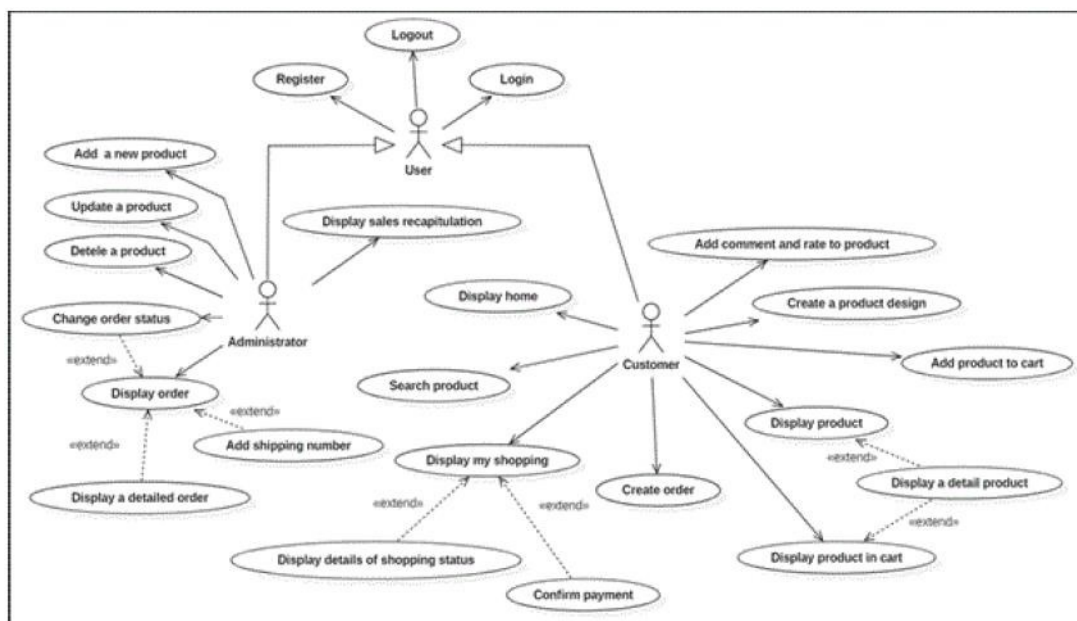 Logout
Register
Login
User
Add a new product
Update a product
Display sales recapitulation
Detele a product
Add comment and rate to product
Display home
Create a product design
Change order status
Administrator
Customer
«extend»
Add product to cart
Search product
Display order
«extend»
Display product
«extend»
Add shipping number
Display my shopping
«extend»
Display a detailed order
Create order
Display a detail product
«extend»
«extend»
«extend»
Display details of shopping status
Display product in cart
Confirm payment